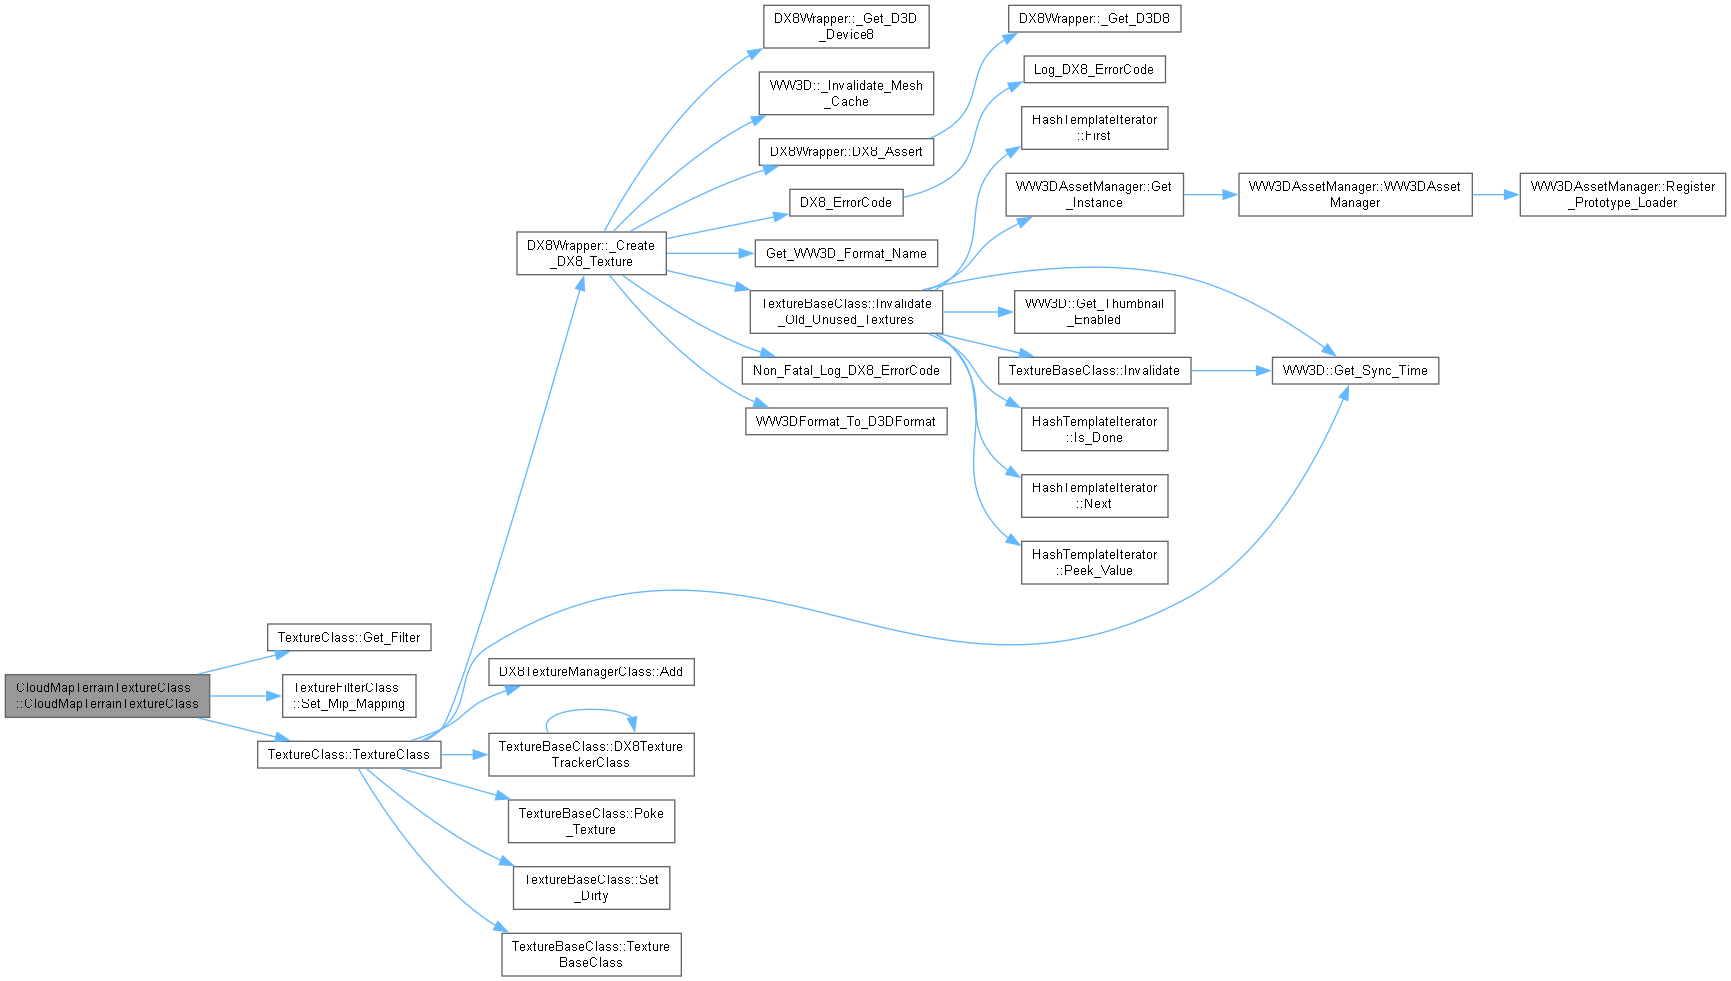 DX8Wrapper::_Get_D3D
_Device8
DX8Wrapper::_Get_D3D8
Log_DX8_ErrorCode
WW3D::_Invalidate_Mesh
_Cache
HashTemplateIterator
::First
DX8Wrapper::DX8_Assert
WW3DAssetManager::Get
_Instance
WW3DAssetManager::WW3DAsset
Manager
WW3DAssetManager::Register
_Prototype_Loader
DX8_ErrorCode
DX8Wrapper::_Create
_DX8_Texture
Get_WW3D_Format_Name
TextureBaseClass::Invalidate
_Old_Unused_Textures
WW3D::Get_Thumbnail
_Enabled
Non_Fatal_Log_DX8_ErrorCode
TextureBaseClass::Invalidate
WW3D::Get_Sync_Time
WW3DFormat_To_D3DFormat
HashTemplateIterator
::Is_Done
HashTemplateIterator
::Next
HashTemplateIterator
::Peek_Value
TextureClass::Get_Filter
CloudMapTerrainTextureClass
::CloudMapTerrainTextureClass
TextureFilterClass
::Set_Mip_Mapping
DX8TextureManagerClass::Add
TextureClass::TextureClass
TextureBaseClass::DX8Texture
TrackerClass
TextureBaseClass::Poke
_Texture
TextureBaseClass::Set
_Dirty
TextureBaseClass::Texture
BaseClass